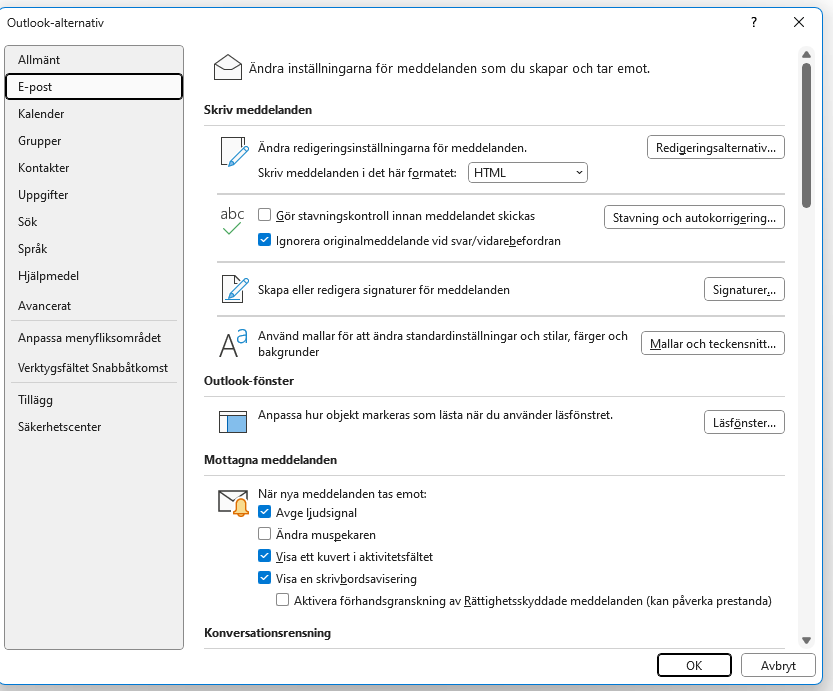 Outlook-alternativ
?
Allmänt
E-post
Kalender
Grupper
Kontakter
Uppgifter
Sök
Språk
Hjälpmedel
Avancerat
Anpassa menyfliksområdet
Verktygsfältet Snabbåtkomst
Tillägg
Säkerhetscenter
Ändra inställningarna för meddelanden som du skapar och tar emot.
Skriv meddelanden
Ändra redigeringsinställningarna för meddelanden.
Redigeringsalternativ...
Skriv meddelanden i det här formatet:
HTML
abc
Gör stavningskontroll innan meddelandet skickas
Stavning och autokorrigering...
Ignorera originalmeddelande vid svar/vidarebefordran
Skapa eller redigera signaturer för meddelanden
Signaturer...
Aa
Använd mallar för att ändra standardinställningar och stilar, färger och
bakgrunder
Mallar och teckensnitt...
Outlook-fönster
Anpassa hur objekt markeras som lästa när du använder läsfönstret.
Läsfönster...
Mottagna meddelanden
När nya meddelanden tas emot:
Avge ljudsignal
Ändra muspekaren
Visa ett kuvert i aktivitetsfältet
Visa en skrivbordsavisering
Aktivera förhandsgranskning av Rättighetsskyddade meddelanden (kan påverka prestanda)
Konversationsrensning
OK
Avbryt